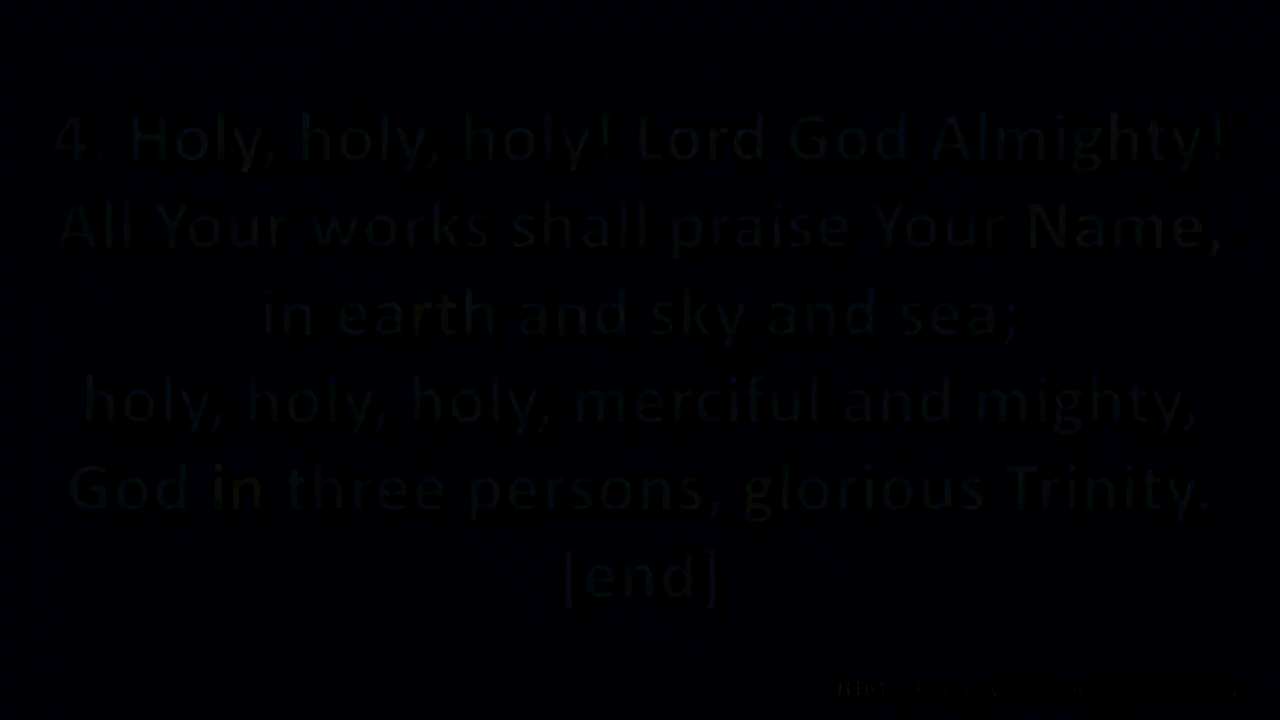 4. Holy, holy, holy! Lord God Almighty!
All Your works shall praise Your Name,
in earth and sky and sea;
holy, holy, holy, merciful and mighty,
God in three persons, glorious Trinity.
[end]